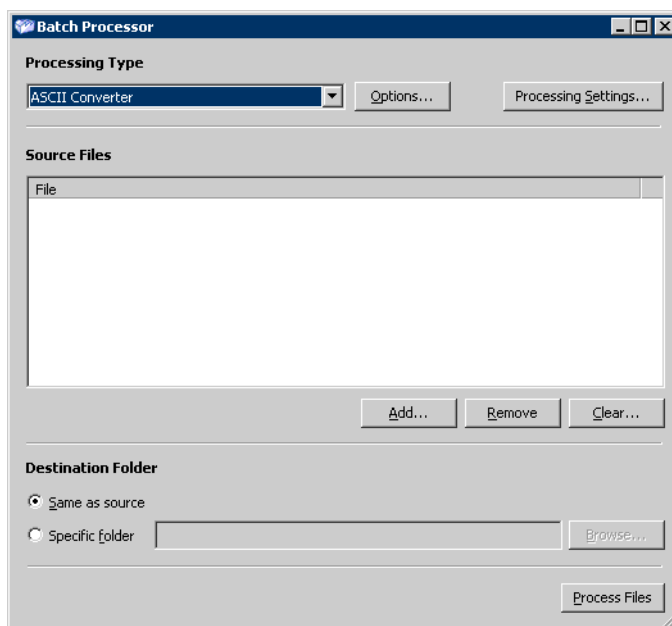 Batch Processor
Processing Type
ASCII Converter Options... Processing Settings...
Source Files
File
Add... Remove Clear...
Destination Folder
Same as source
Specific folder Browse...
Process Files